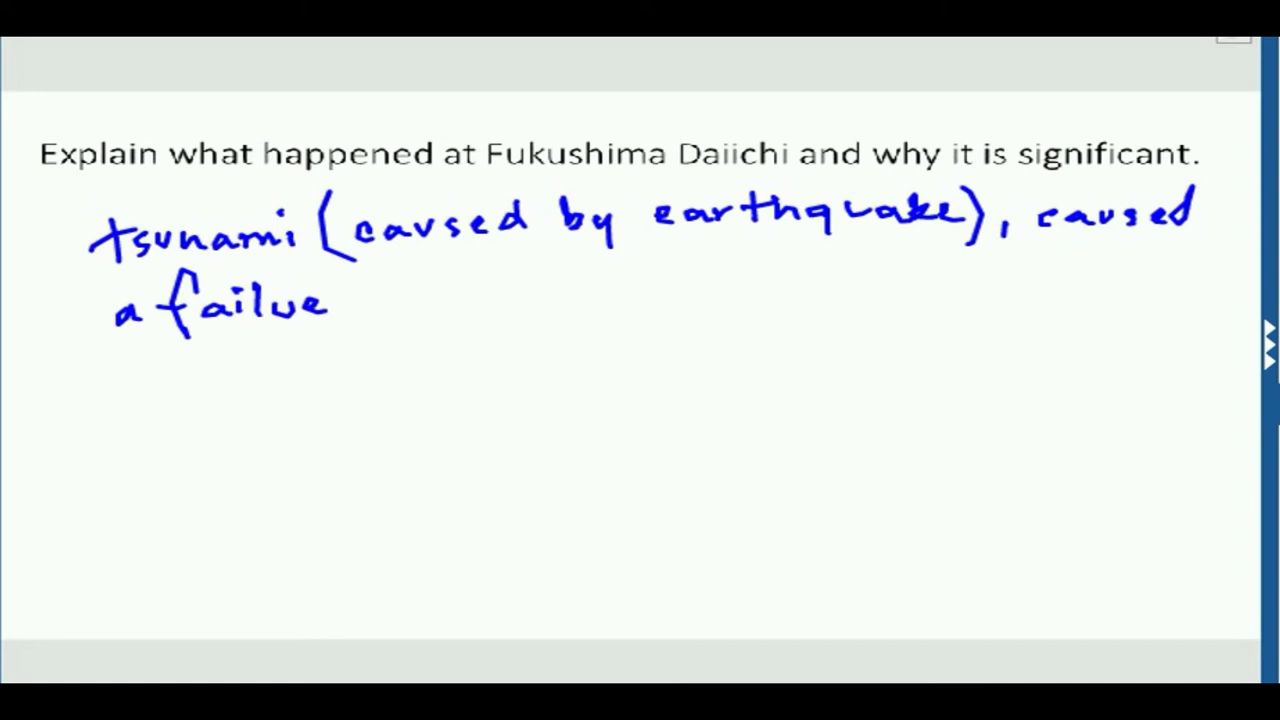 Explain what happened at Fukushima Daiichi and why it is significant.
tsunami (caused by earthquake), caused
a failue